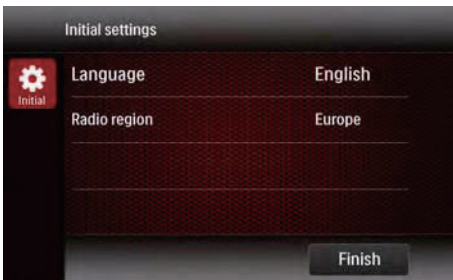 Initial settings
Language English
Initial
Radio region Europe
Finish